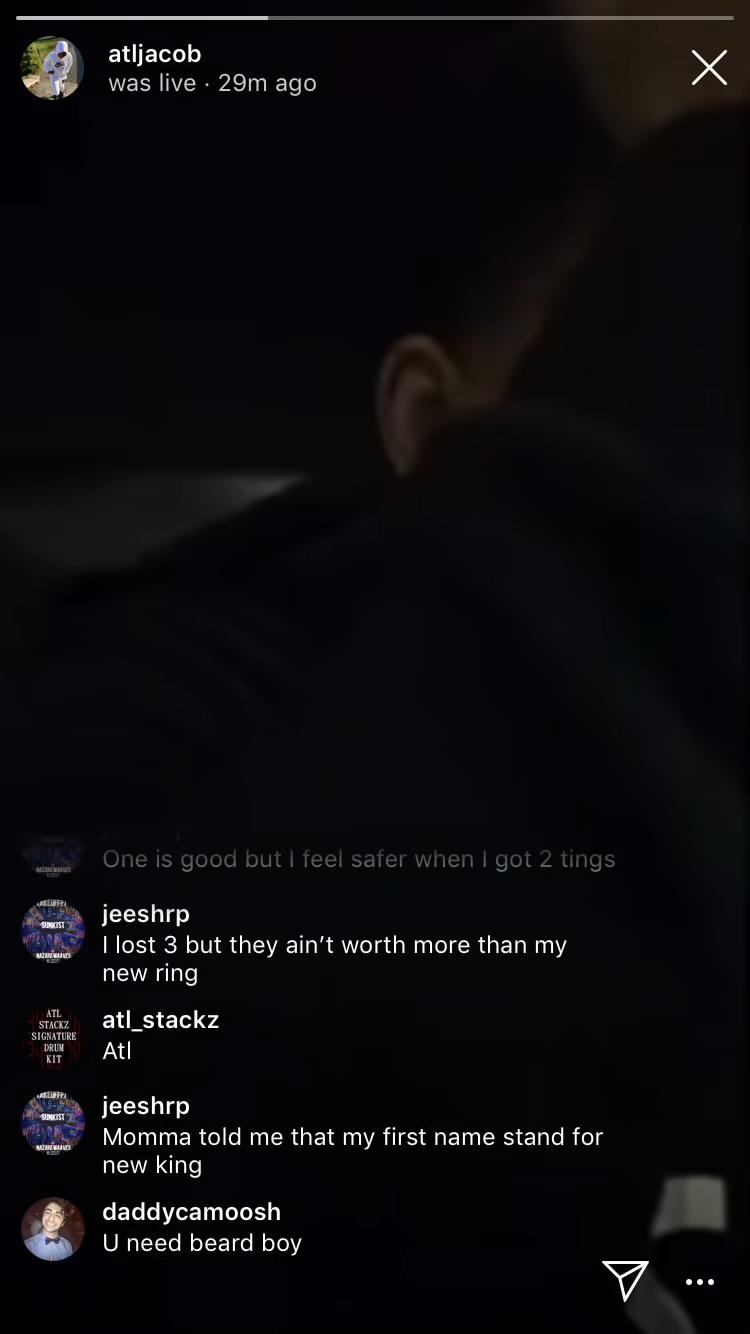 atljacob
was live · 29m ago
One is good but I feel safer when I got 2 tings
jeeshrp
SUNKIST
I lost 3 but they ain’t worth more than my
new ring
ATL
STACKZ
SIGNATURE
DRUM
KIT
atl_stackz
Atl
jeeshrp
SUNKIST
Momma told me that my first name stand for
new king
daddycamoosh
U need beard boy